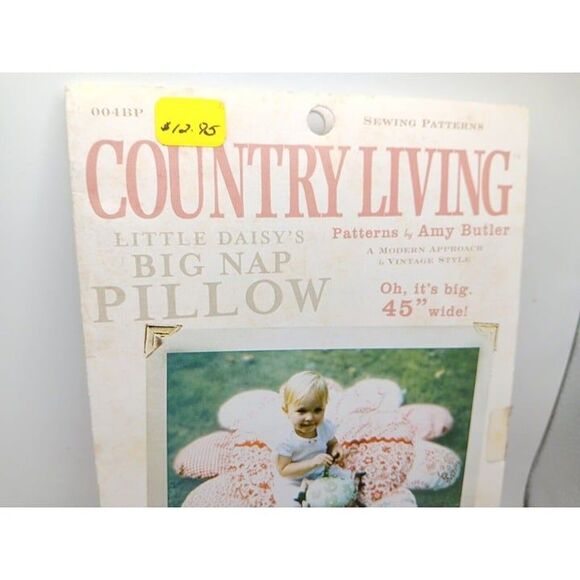 004BP
$12.95
SEWING PATTERNS
COUNTRY LIVING
LITTLE DAISY'S
BIG NAP
PILLOW
Patterns by Amy Butler
A MODERN APPROACH
to VINTAGE STYLE
Oh, it's big.
45" wide!